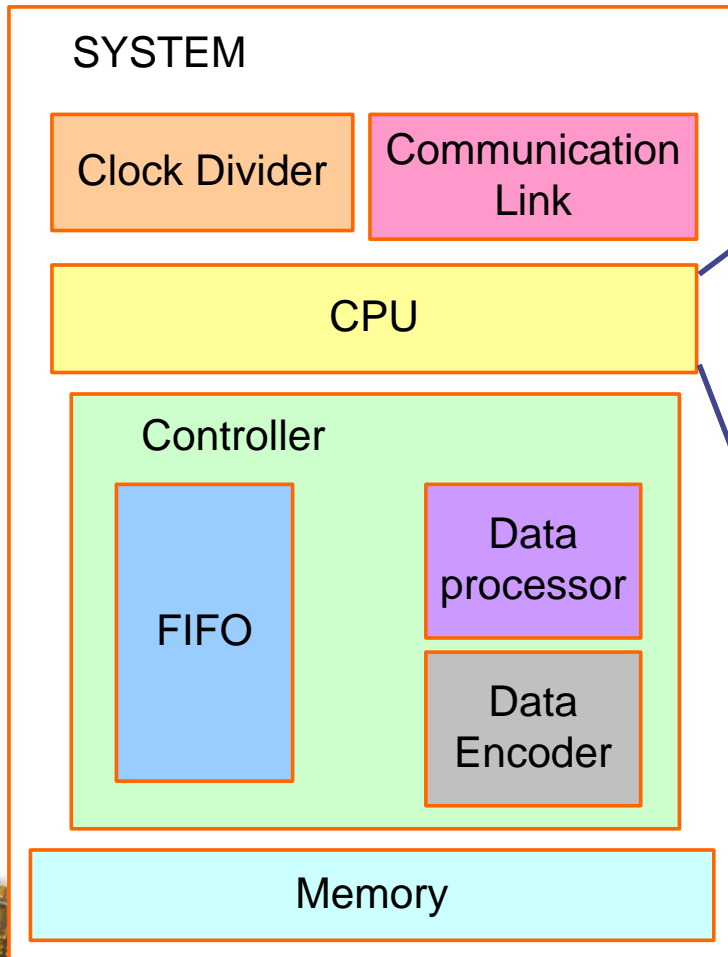 SYSTEM
Clock Divider
Communication
Link
CPU
Controller
FIFO
Data
processor
Data
Encoder
Memory